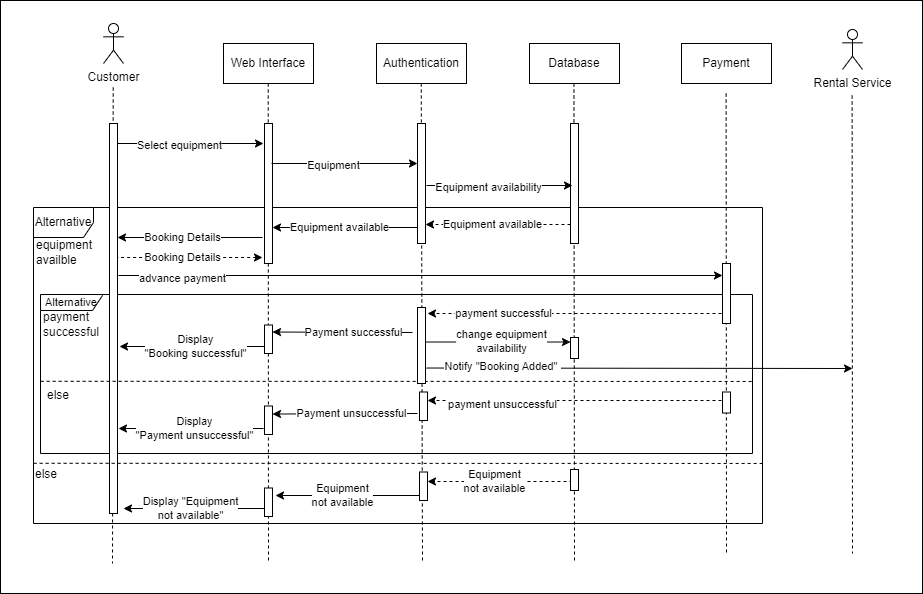 Customer
Web Interface
Authentication
Database
Payment
Rental Service
Select equipment
Equipment
Equipment availability
Alternative
equipment
availble
Equipment available
Equipment available
Booking Details
Booking Details
advance payment
Alternative
payment
successful
payment successful
Payment successful
Display
"Booking successful"
change equipment
availability
Notify "Booking Added"
else
payment unsuccessful
Payment unsuccessful
Display
"Payment unsuccessful"
else
Equipment
not available
Equipment
not available
Display "Equipment
not available"